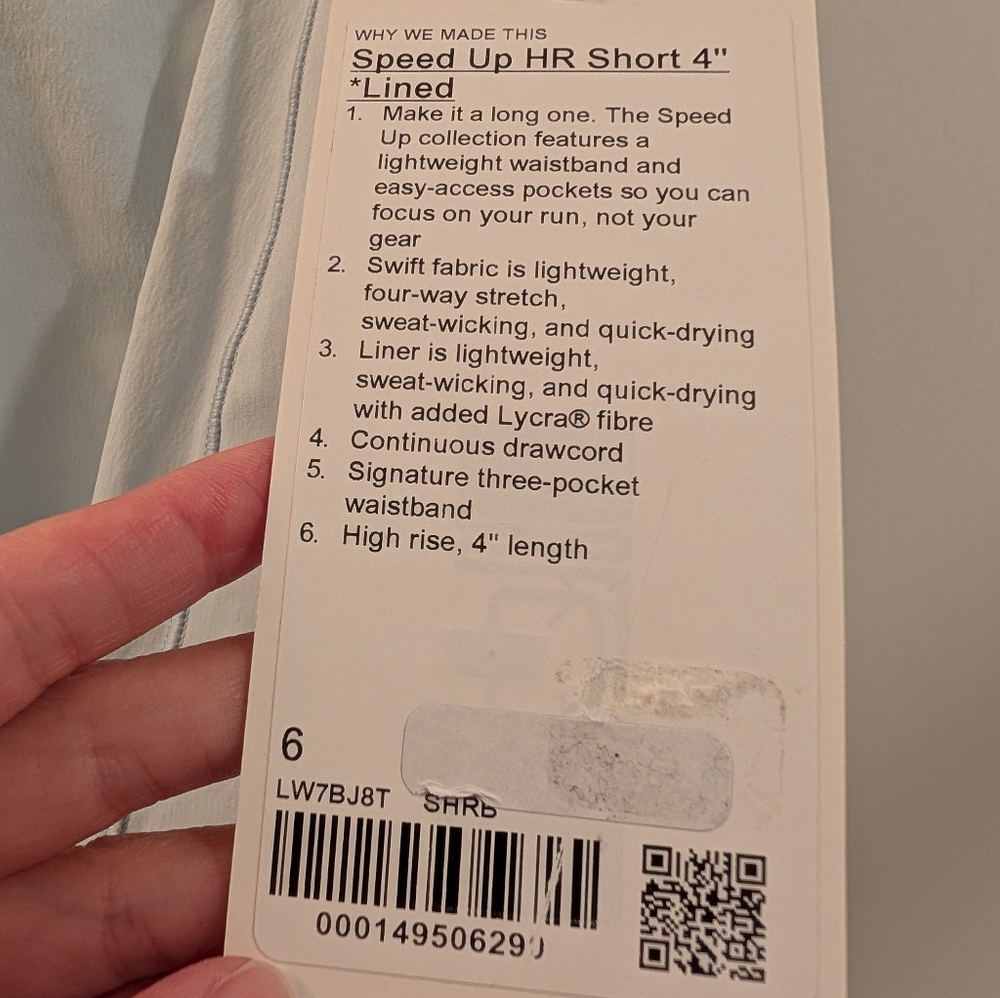 WHY WE MADE THIS
Speed Up HR Short 4"
*Lined
1. Make it a long one. The Speed
Up collection features a
lightweight waistband and
easy-access pockets so you can
focus on your run, not your
gear
2. Swift fabric is lightweight,
four-way stretch,
sweat-wicking, and quick-drying
3. Liner is lightweight,
sweat-wicking, and quick-drying
with added Lycra® fibre
4. Continuous drawcord
5. Signature three-pocket
waistband
6. High rise, 4" length
6
LW7BJ8T SHRB